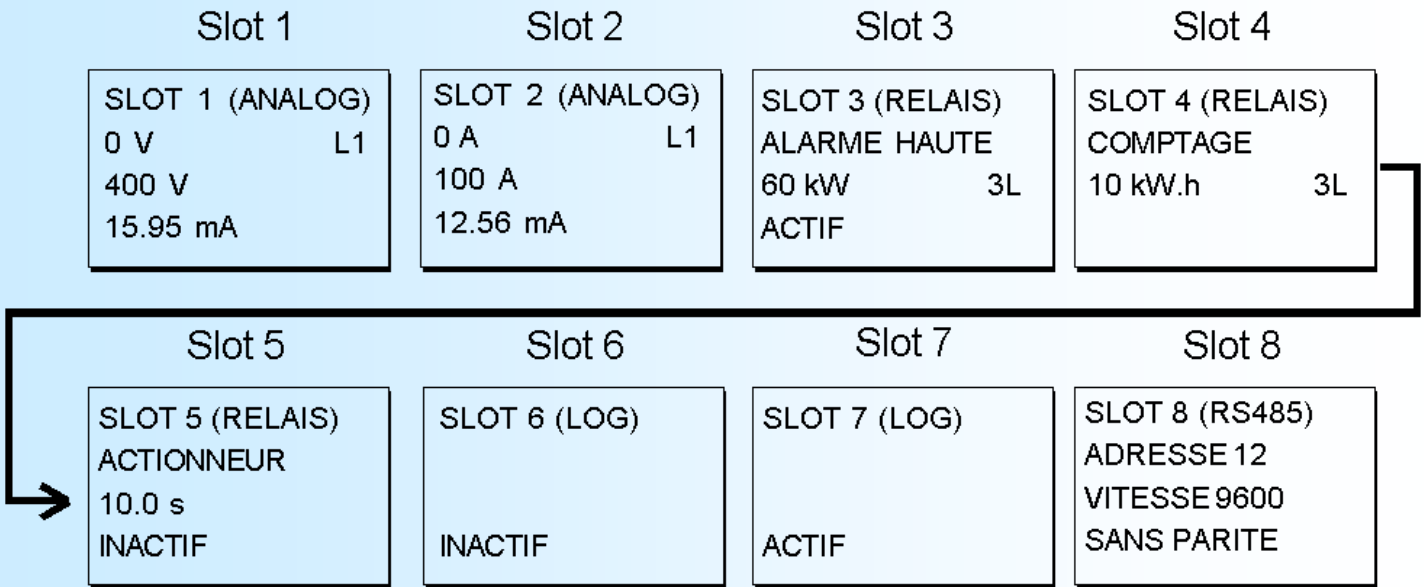 Slot 1
Slot 2
Slot 3
Slot 4
SLOT 1 (ANALOG)
0 V L1
400 V
15.95 mA
SLOT 2 (ANALOG)
0 A L1
100 A
12.56 mA
SLOT 3 (RELAIS)
ALARME HAUTE
60 kW 3L
ACTIF
SLOT 4 (RELAIS)
COMPTAGE
10 kW.h 3L
Slot 5
Slot 6
Slot 7
Slot 8
SLOT 5 (RELAIS)
ACTIONNEUR
10.0 s
INACTIF
SLOT 6 (LOG)
INACTIF
SLOT 7 (LOG)
ACTIF
SLOT 8 (RS485)
ADRESSE 12
VITESSE 9600
SANS PARITE